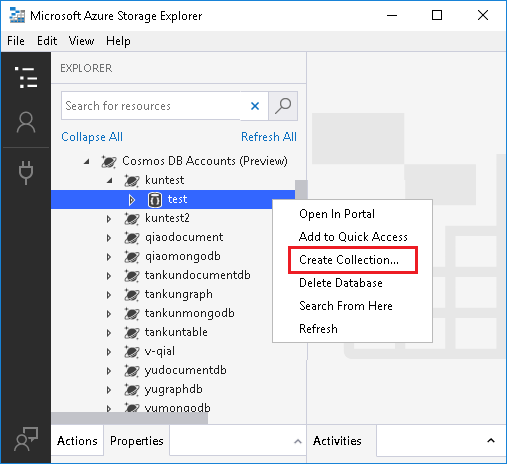 Microsoft Azure Storage Explorer
File Edit View Help
EXPLORER
Search for resources
Collapse All Refresh All
Cosmos DB Accounts (Preview)
kuntest
test
kuntest2
qiaodocument
qiaomongodb
tankundocumentdb
tankungraph
tankunmongodb
tankuntable
v-qial
yudocumentdb
yugraphdb
yumongodb
Open In Portal
Add to Quick Access
Create Collection...
Delete Database
Search From Here
Refresh
Actions Properties Activities